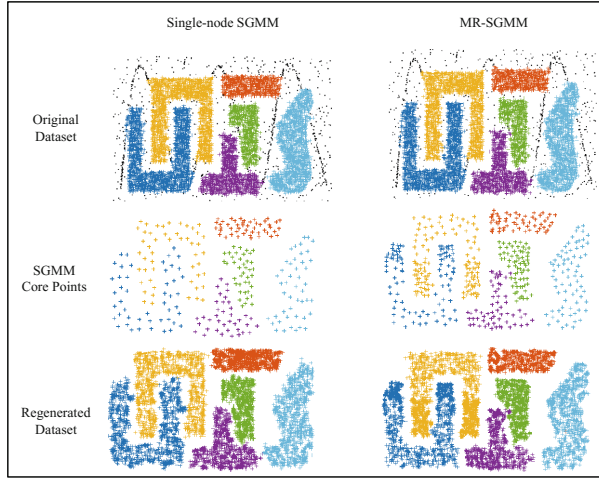 Single-node SGMM
MR-SGMM
Original
Dataset
SGMM
Core Points
Regenerated
Dataset